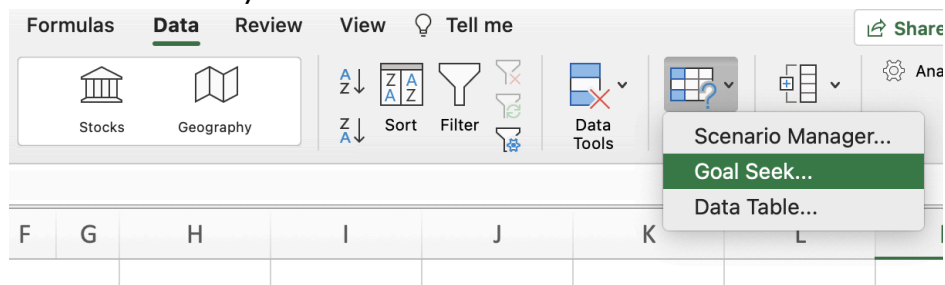 Formulas Data Review View Tell me
Share
Stocks Geography
Sort Filter
Data
Tools
Scenario Manager...
Goal Seek...
Data Table...
F G H I J K L